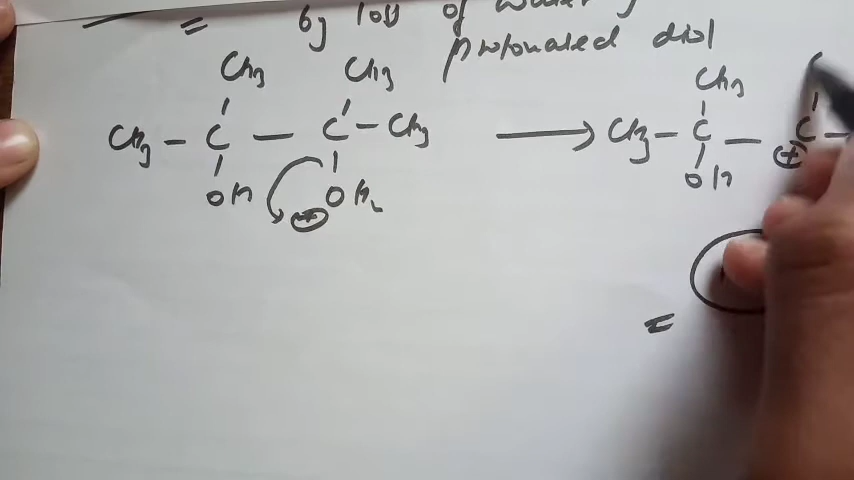 by loss of water
protonated diol
CH3 CH3 CH3
CH3 - C - C - CH3 → CH3 - C - C -
OH ⊕ OH2 OH ⊕